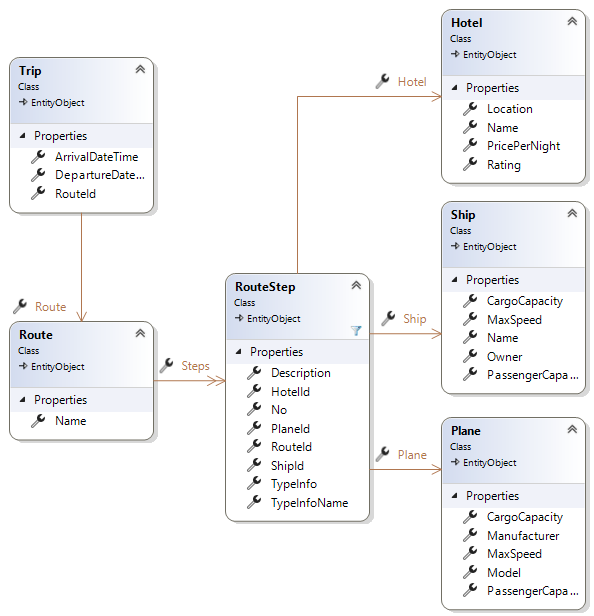 Trip
Class
EntityObject
Properties
ArrivalDateTime
DepartureDate...
RouteId
Route
Route
Class
EntityObject
Properties
Name
Steps
RouteStep
Class
EntityObject
Properties
Description
HotelId
No
PlaneId
RouteId
ShipId
TypeInfo
TypeInfoName
Hotel
Hotel
Class
EntityObject
Properties
Location
Name
PricePerNight
Rating
Ship
Ship
Class
EntityObject
Properties
CargoCapacity
MaxSpeed
Name
Owner
PassengerCapa...
Plane
Plane
Class
EntityObject
Properties
CargoCapacity
Manufacturer
MaxSpeed
Model
PassengerCapa...